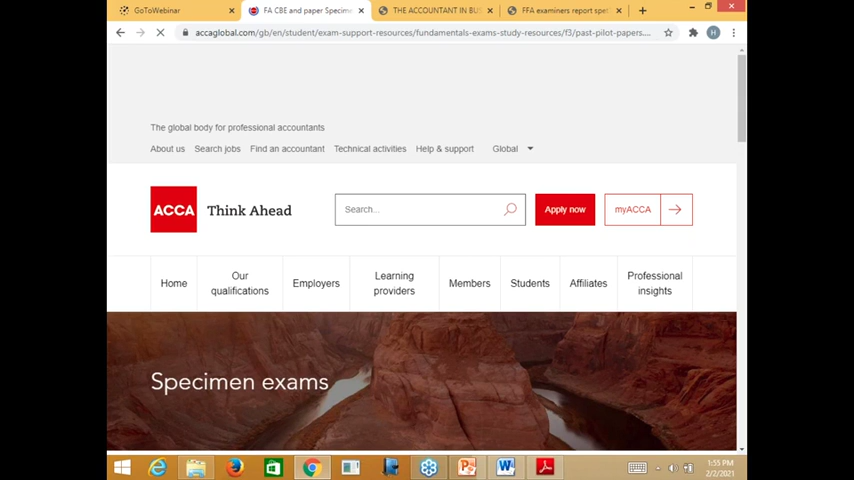 GoToWebinar
FA CBE and paper Specim
THE ACCOUNTANT IN BUS
FFA examiners report
accaglobal.com/gb/en/student/exam-support-resources/fundamentals-exams-study-resources/f3/past-pilot-papers....
H
The global body for professional accountants
About us Search jobs Find an accountant Technical activities Help & support Global
ACCA Think Ahead
Search...
Apply now
myACCA
Home
Our qualifications
Employers
Learning providers
Members
Students
Affiliates
Professional insights
Specimen exams
1:55 PM
2/2/2021